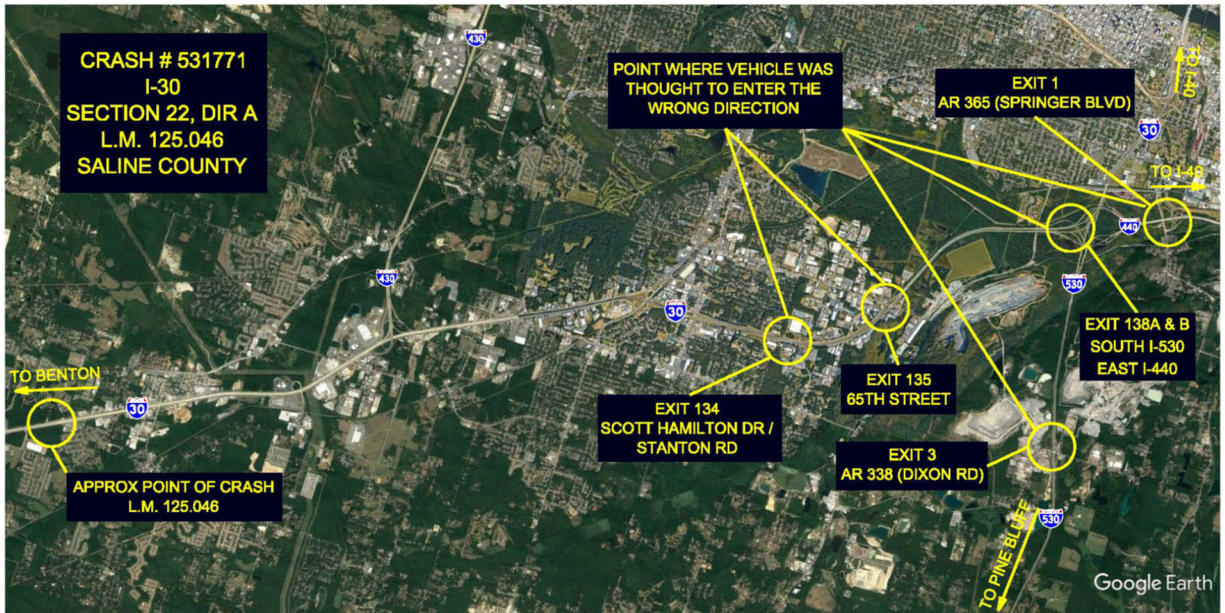 CRASH # 531771
I-30
SECTION 22, DIR A
L.M. 125.046
SALINE COUNTY
430
POINT WHERE VEHICLE WAS
THOUGHT TO ENTER THE
WRONG DIRECTION
EXIT 1
AR 365 (SPRINGER BLVD)
TO I-40
30
TO I-40
440
430
530
30
EXIT 138A & B
SOUTH I-530
EAST I-440
EXIT 135
65TH STREET
TO BENTON
30
EXIT 134
SCOTT HAMILTON DR /
STANTON RD
EXIT 3
AR 338 (DIXON RD)
APPROX POINT OF CRASH
L.M. 125.046
530
TO PINE BLUFF
Google Earth